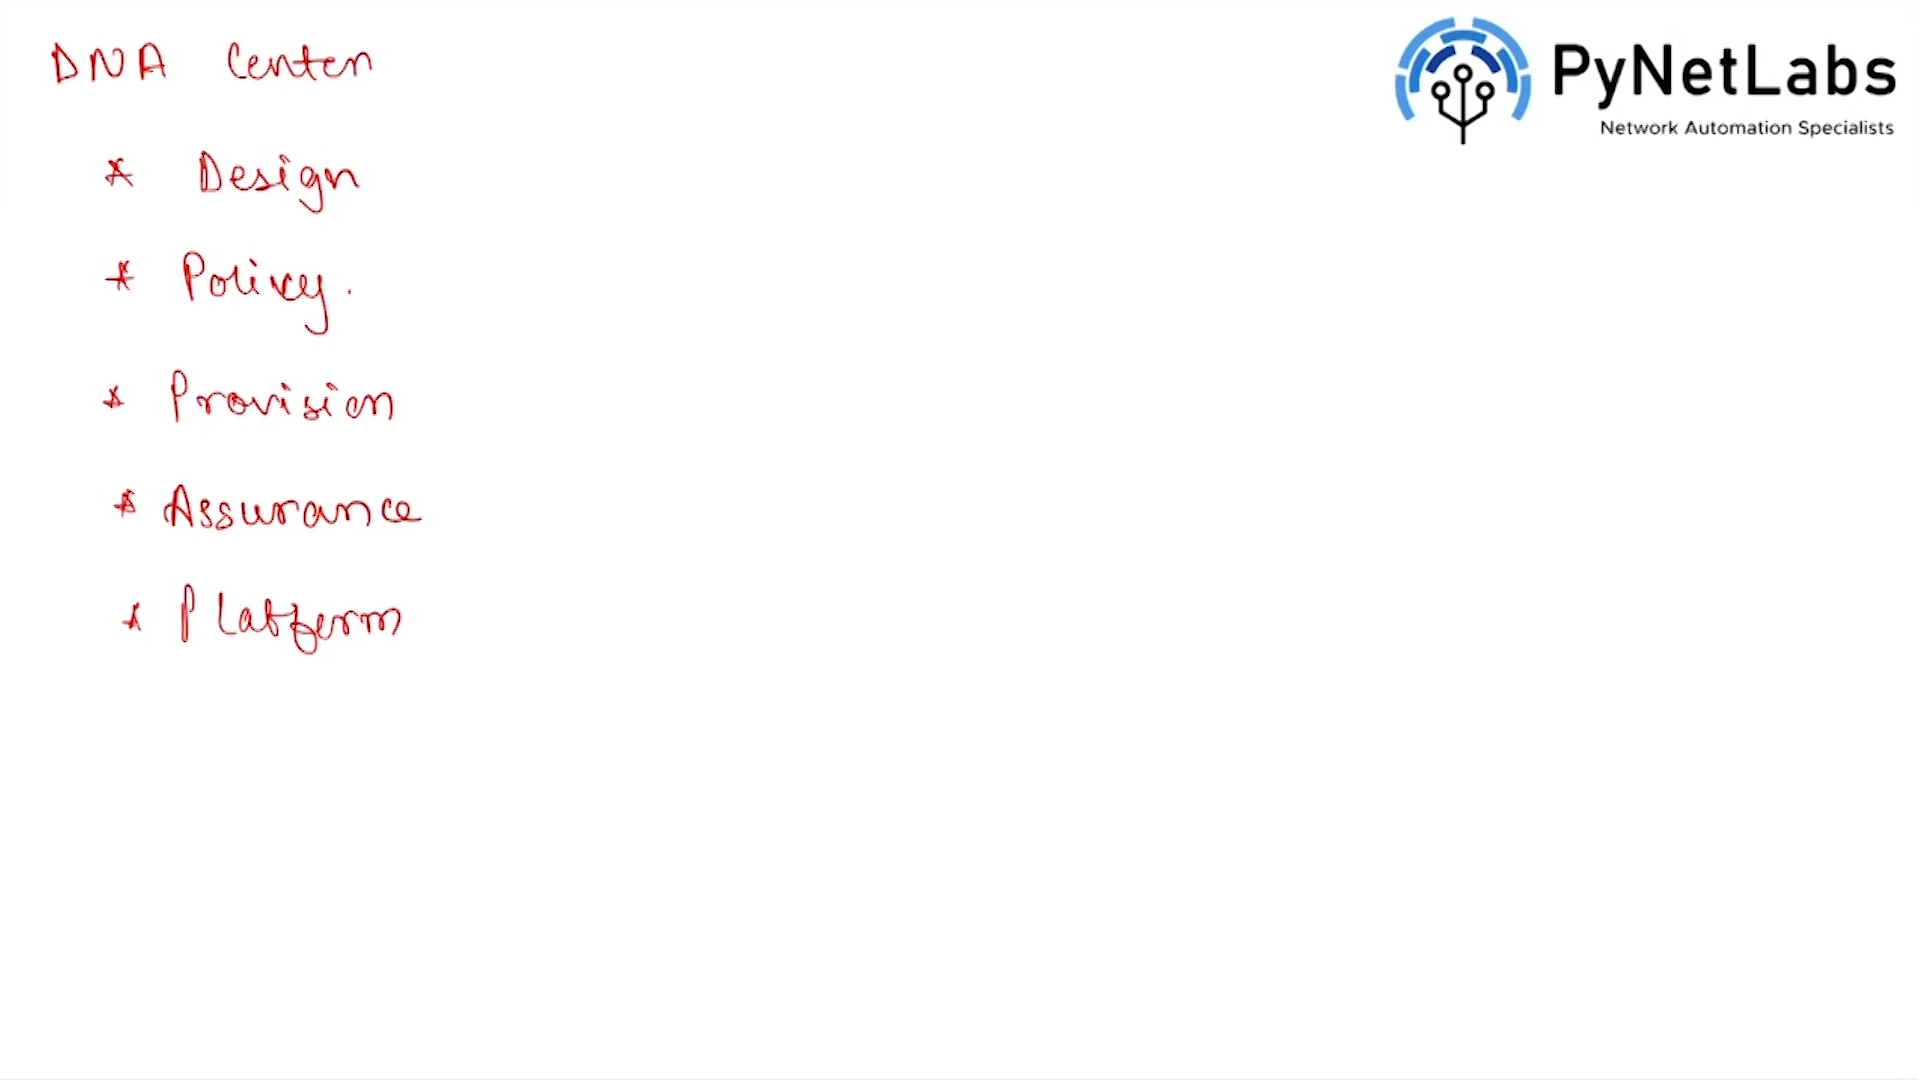 DNA Center
* Design
* Policy.
* Provision
* Assurance
* Platform
PyNetLabs
Network Automation Specialists